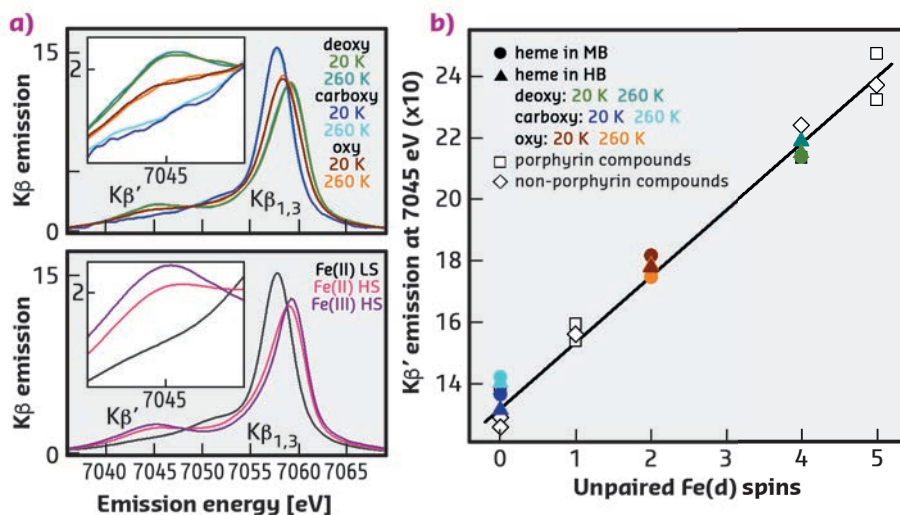 a)
Kβ emission
15
0
2
7045
Kβ′
Kβ1,3
deoxy
20 K
260 K
carboxy
20 K
260 K
oxy
20 K
260 K
Kβ emission
15
0
2
7045
Kβ′
Kβ1,3
Fe(II) LS
Fe(II) HS
Fe(III) HS
7040 7045 7050 7055 7060 7065
Emission energy [eV]
b)
Kβ′ emission at 7045 eV (x10)
24
22
20
18
16
14
heme in MB
heme in HB
deoxy: 20 K 260 K
carboxy: 20 K 260 K
oxy: 20 K 260 K
porphyrin compounds
non-porphyrin compounds
0 1 2 3 4 5
Unpaired Fe(d) spins